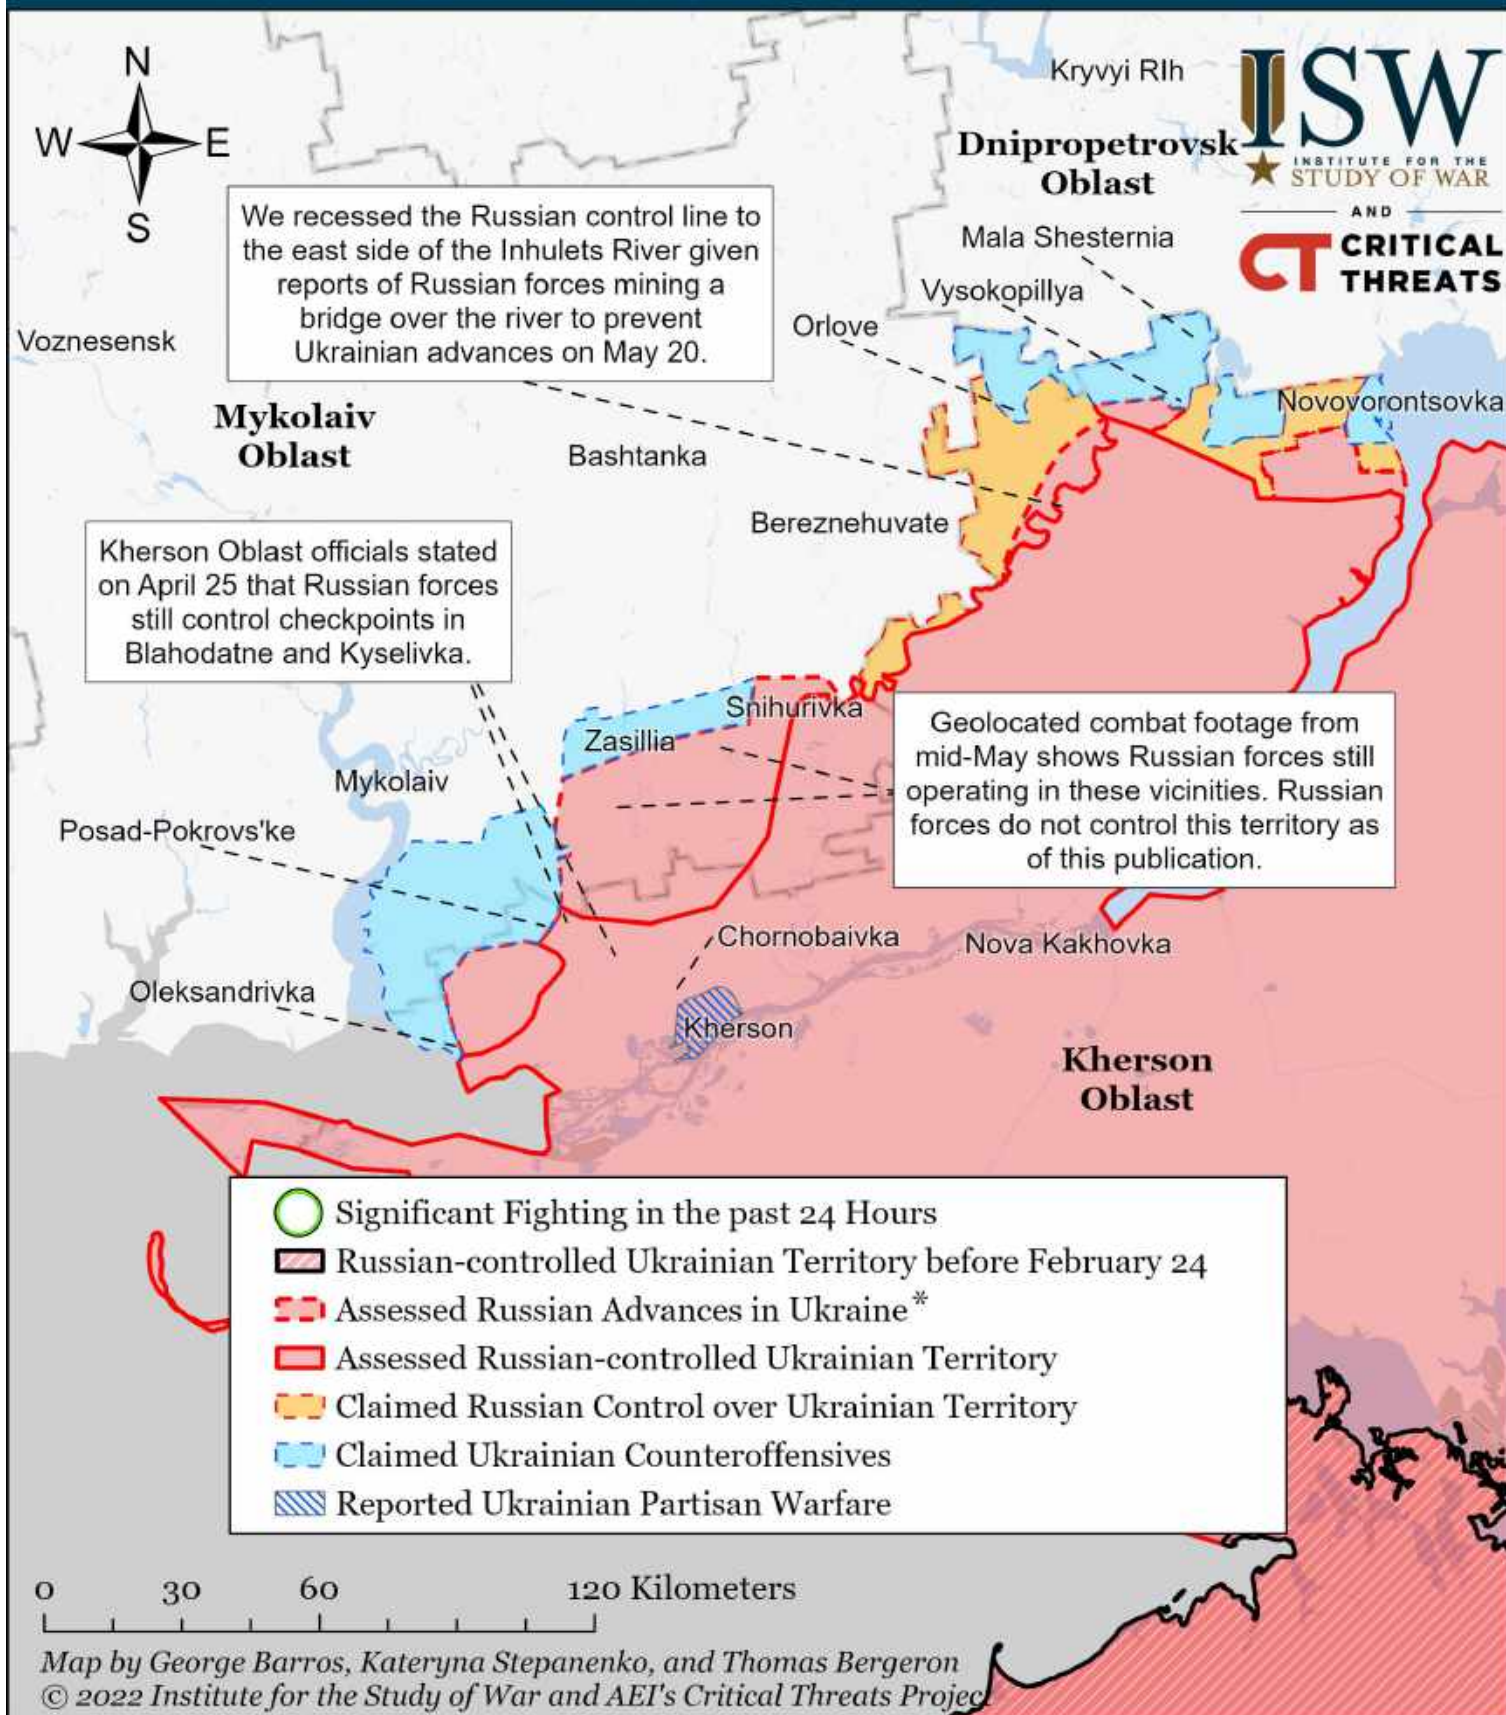 N
W E
S
Kryvyi RIh
ISW
INSTITUTE FOR THE
STUDY OF WAR
AND
CT CRITICAL
THREATS
Dnipropetrovsk
Oblast
We recessed the Russian control line to
the east side of the Inhulets River given
reports of Russian forces mining a
bridge over the river to prevent
Ukrainian advances on May 20.
Mala Shesternia
Vysokopillya
Orlove
Voznesensk
Novovorontsovka
Mykolaiv
Oblast
Bashtanka
Bereznehuvate
Kherson Oblast officials stated
on April 25 that Russian forces
still control checkpoints in
Blahodatne and Kyselivka.
Snihurivka
Zasillia
Geolocated combat footage from
mid-May shows Russian forces still
operating in these vicinities. Russian
forces do not control this territory as
of this publication.
Mykolaiv
Posad-Pokrovs'ke
Chornobaivka
Nova Kakhovka
Oleksandrivka
Kherson
Kherson
Oblast
Significant Fighting in the past 24 Hours
Russian-controlled Ukrainian Territory before February 24
Assessed Russian Advances in Ukraine*
Assessed Russian-controlled Ukrainian Territory
Claimed Russian Control over Ukrainian Territory
Claimed Ukrainian Counteroffensives
Reported Ukrainian Partisan Warfare
0 30 60 120 Kilometers
Map by George Barros, Kateryna Stepanenko, and Thomas Bergeron
© 2022 Institute for the Study of War and AEI's Critical Threats Project